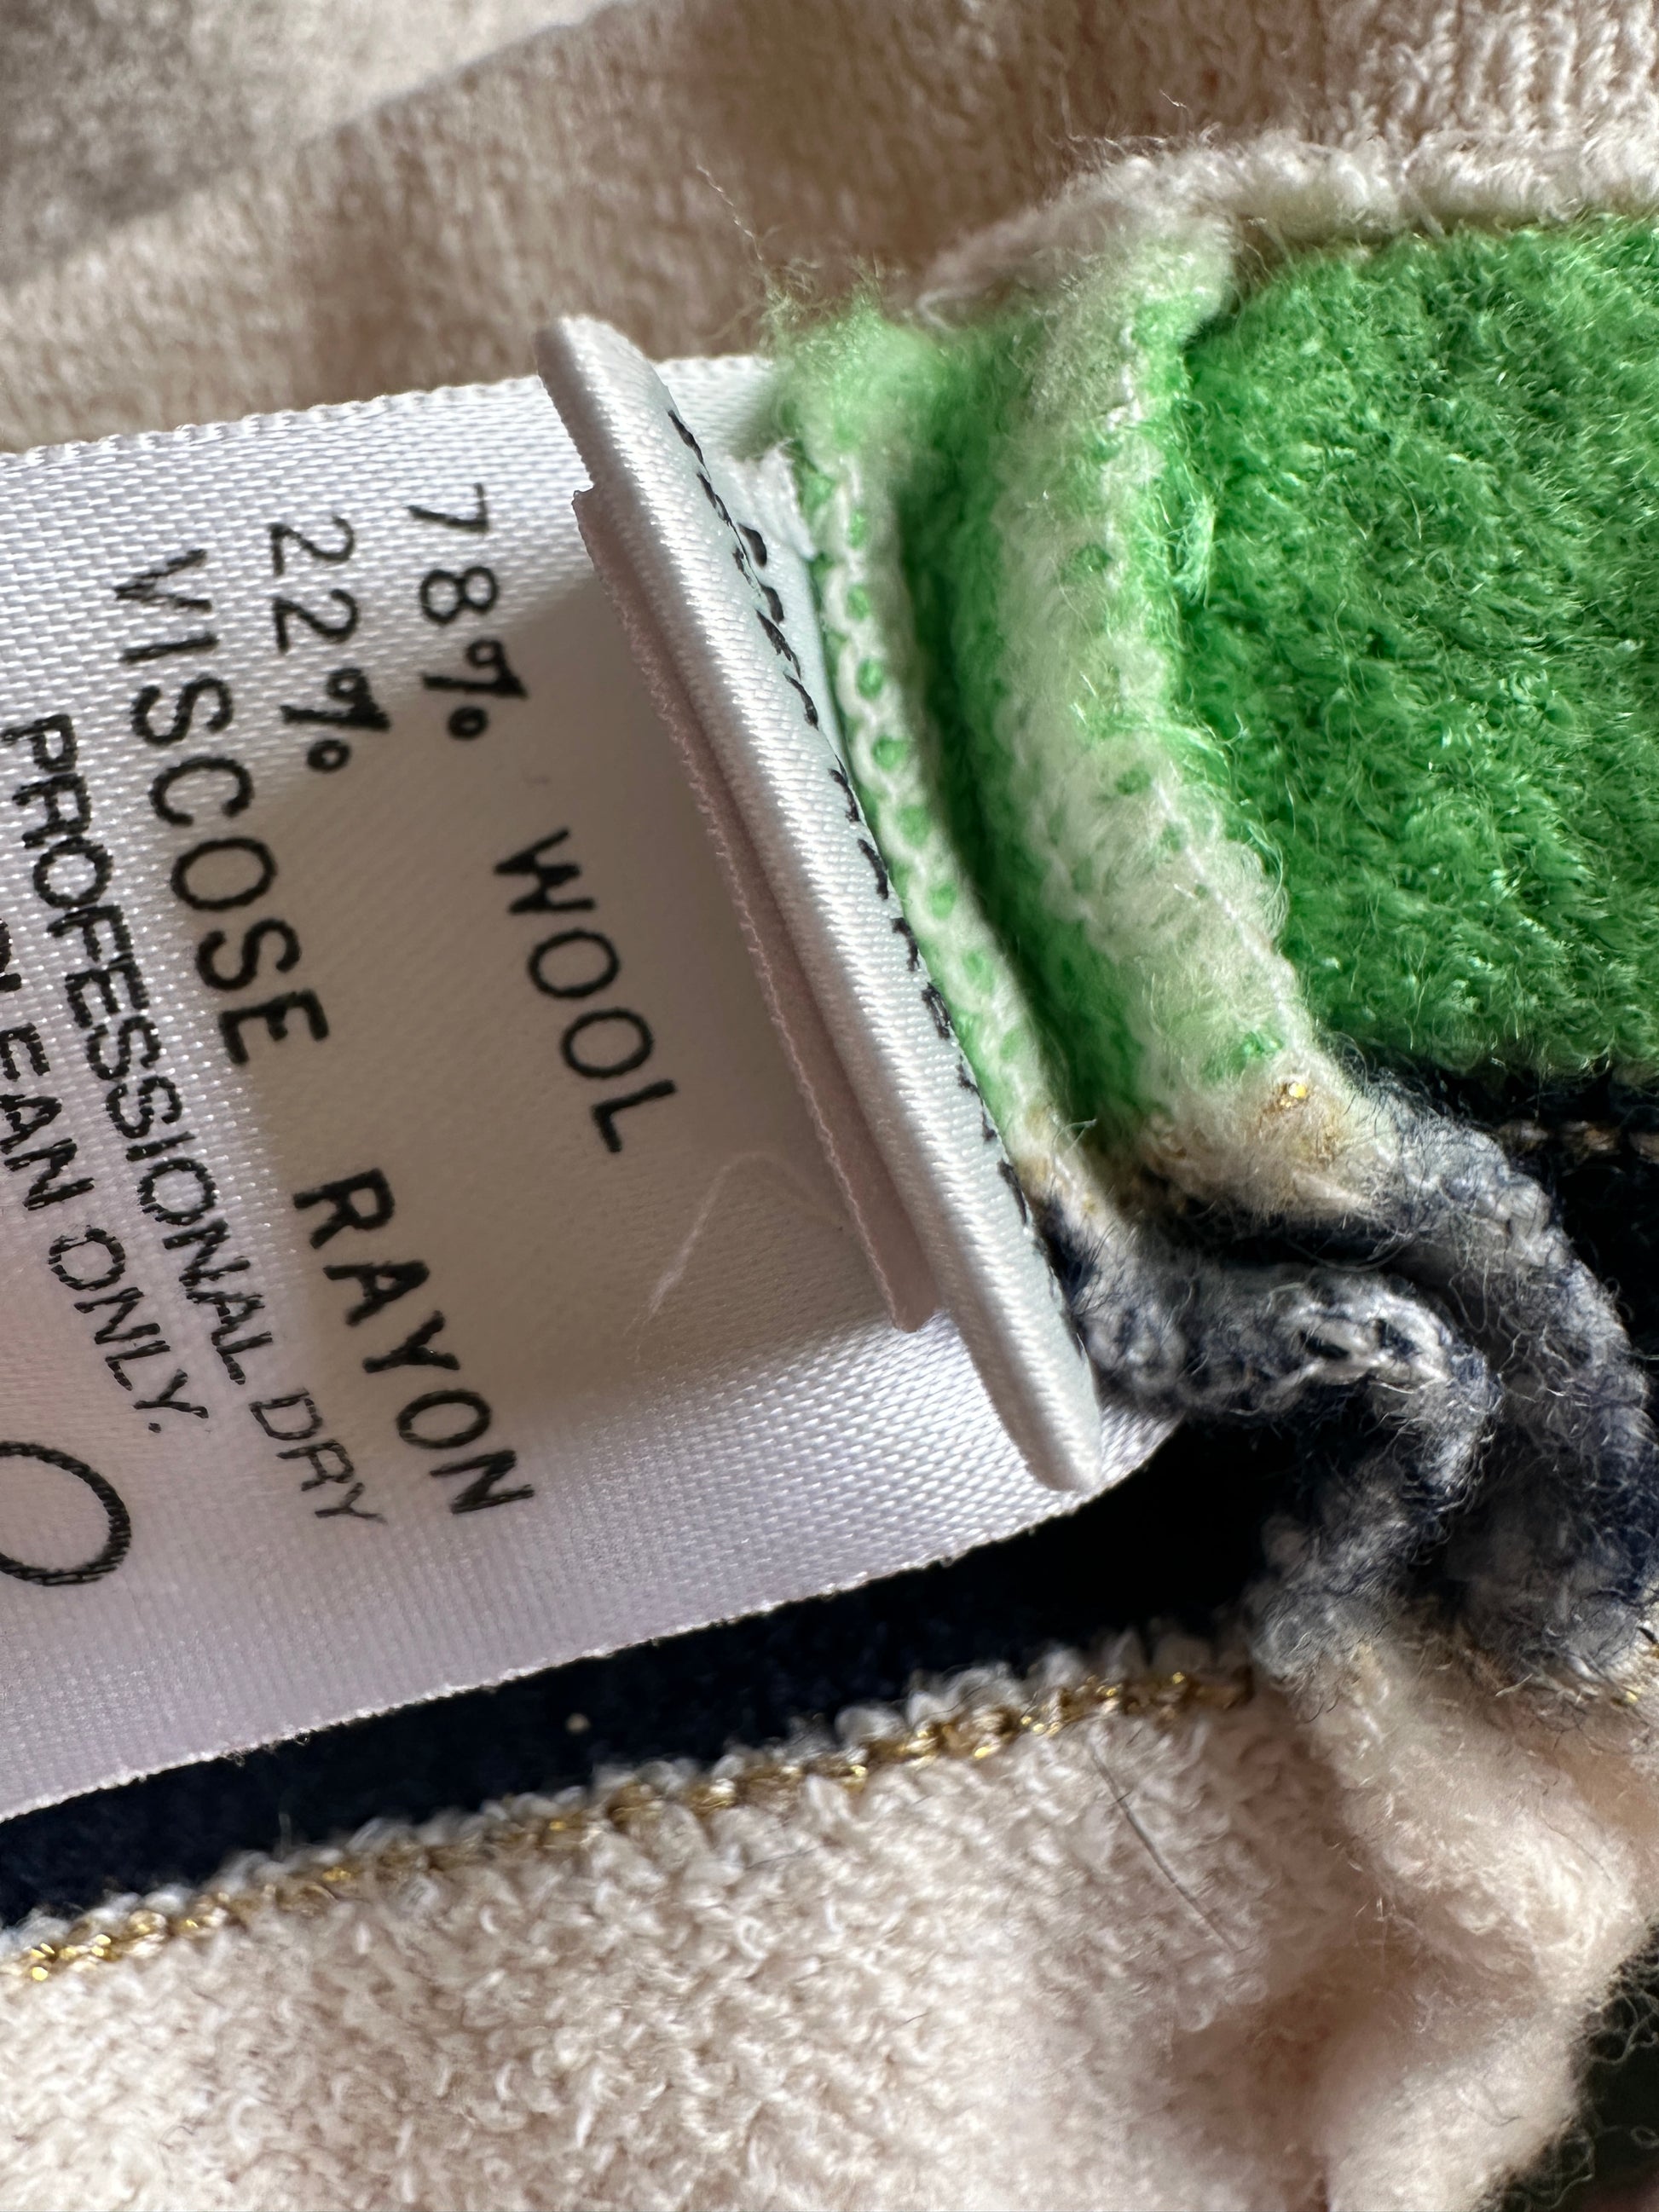 78% WOOL
22%
VISCOSE RAYON
PROFESSIONAL DRY
CLEAN ONLY.